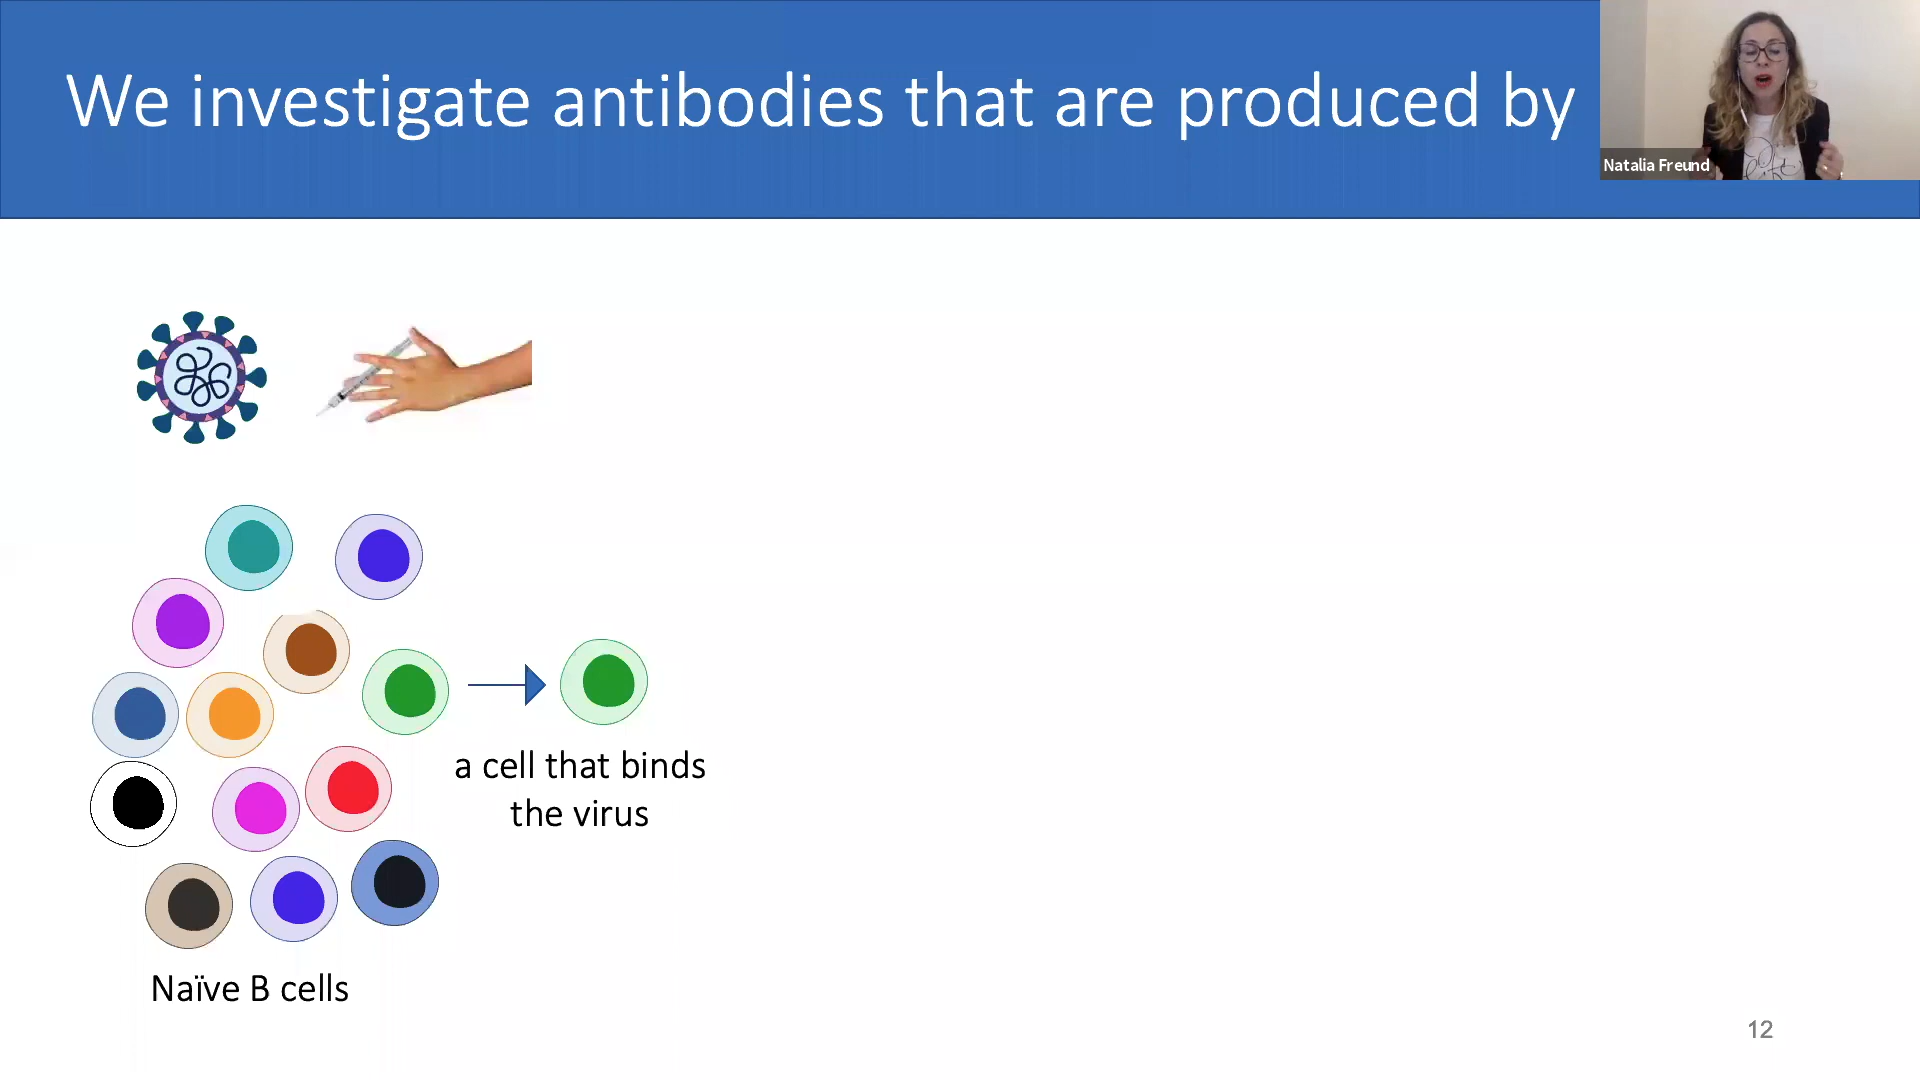 We investigate antibodies that are produced by
Natalia Freund
a cell that binds
the virus
Naïve B cells
12